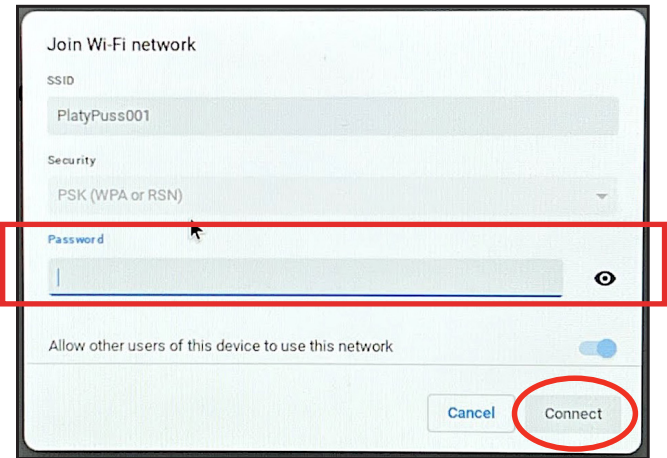 Join Wi-Fi network
SSID
PlatyPuss001
Security
PSK (WPA or RSN)
Password
Allow other users of this device to use this network
Cancel Connect